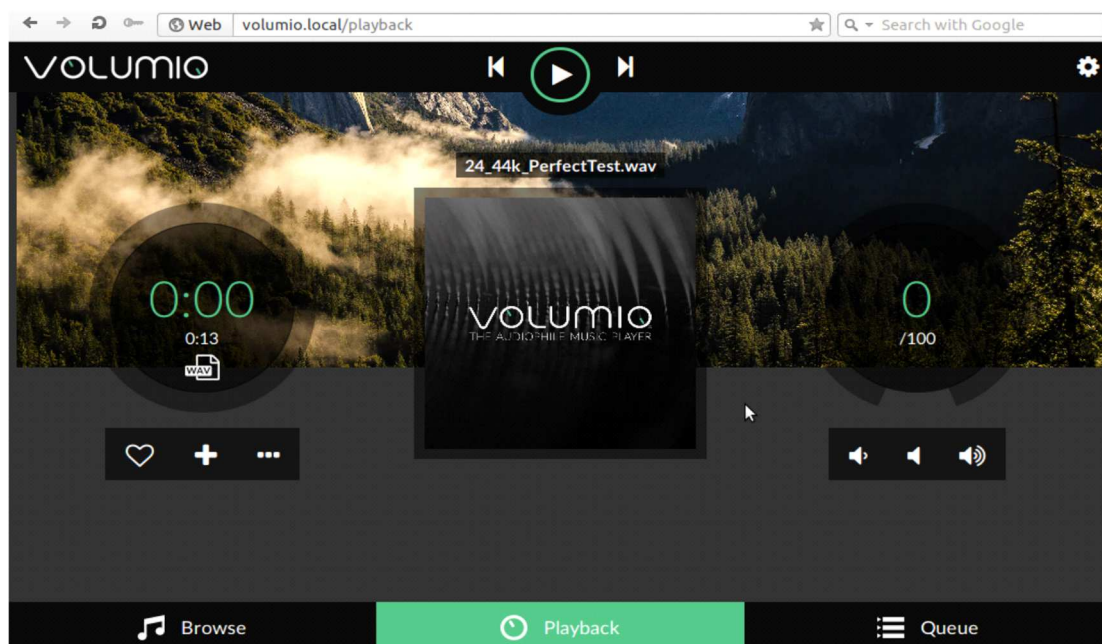 Web volumio.local/playback Search with Google
VOLUMIO
24_44k_PerfectTest.wav
0:00
0:13
WAV
VOLUMIO
THE AUDIOPHILE MUSIC PLAYER
0
/100
Browse Playback Queue